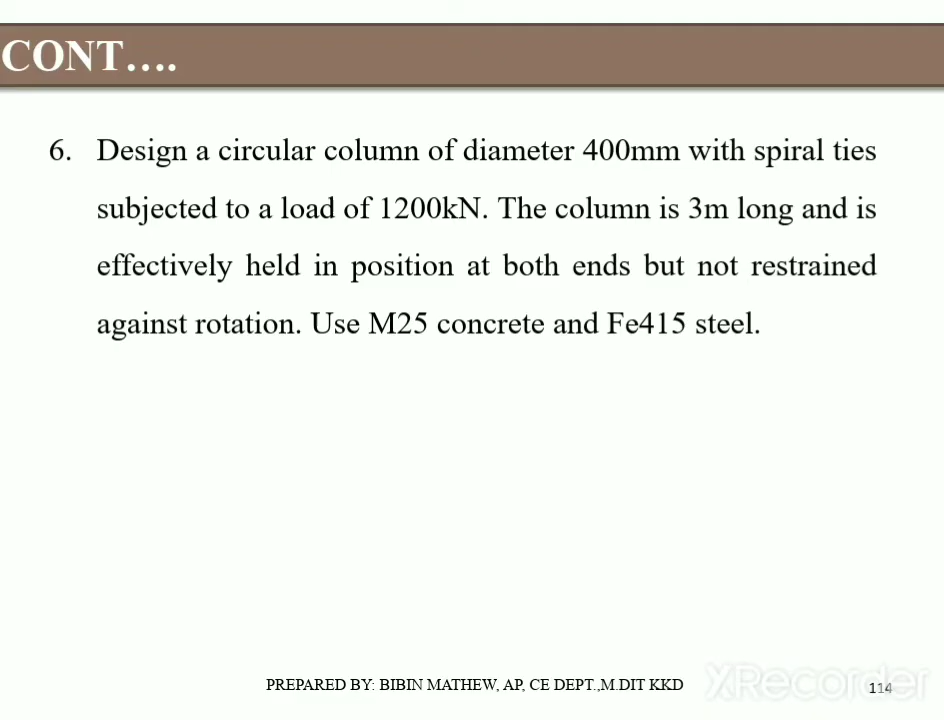 CONT….
6. Design a circular column of diameter 400mm with spiral ties
subjected to a load of 1200kN. The column is 3m long and is
effectively held in position at both ends but not restrained
against rotation. Use M25 concrete and Fe415 steel.
PREPARED BY: BIBIN MATHEW, AP, CE DEPT.,M.DIT KKD
XRecorder
114